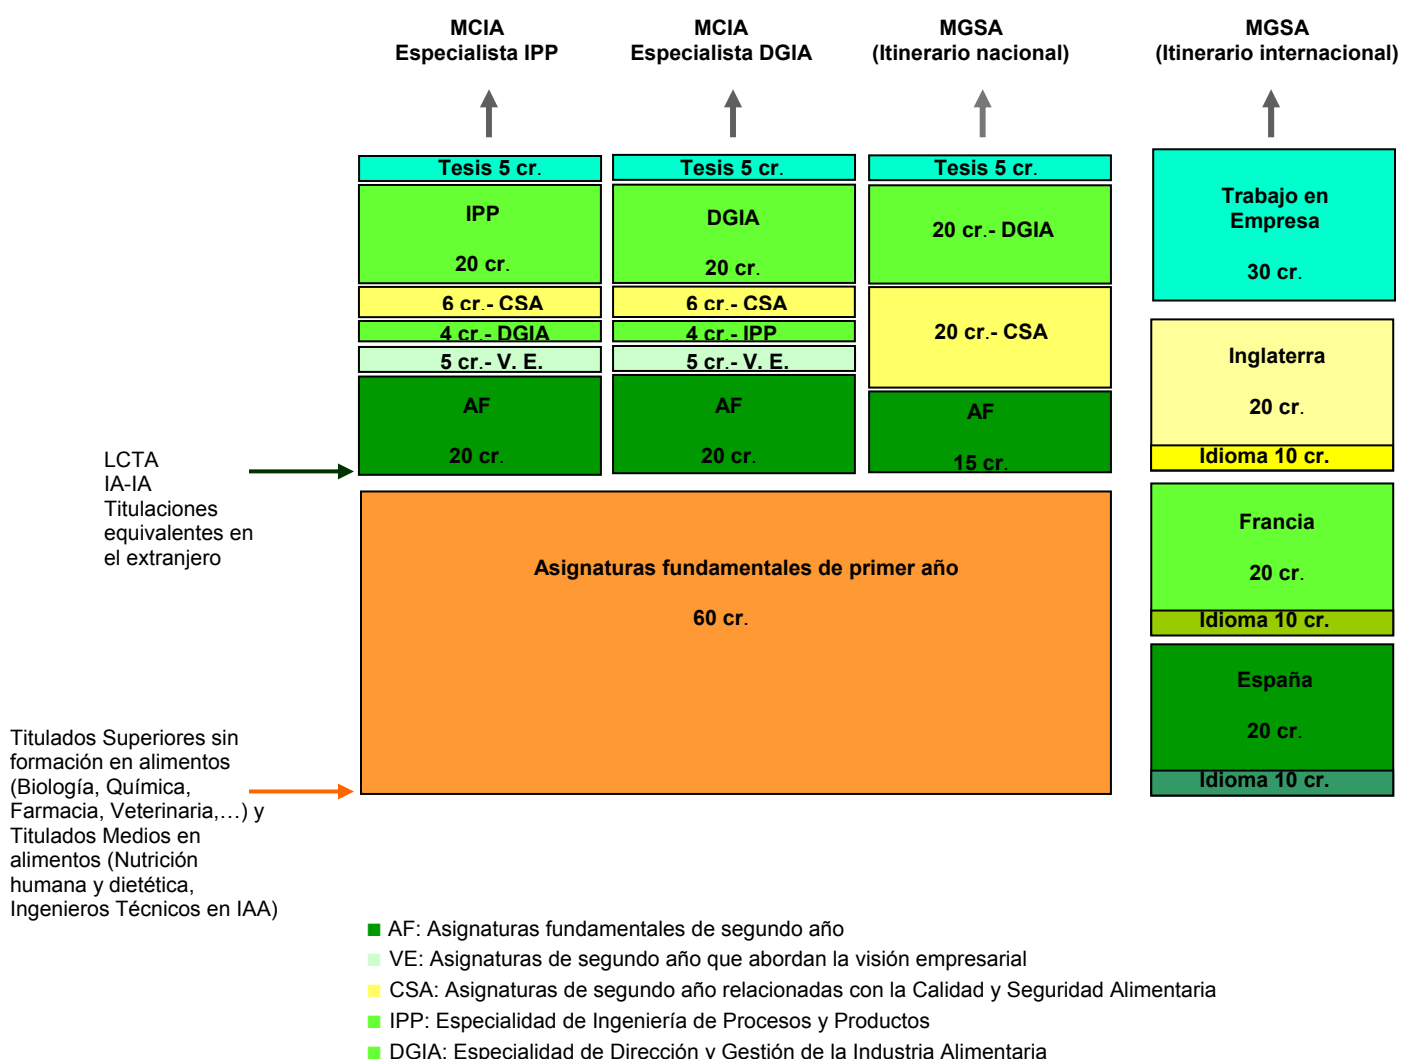 MCIA
Especialista IPP
MCIA
Especialista DGIA
MGSA
(Itinerario nacional)
MGSA
(Itinerario internacional)
Tesis 5 cr.
IPP
20 cr.
6 cr.- CSA
4 cr.- DGIA
5 cr.- V. E.
AF
20 cr.
Tesis 5 cr.
DGIA
20 cr.
6 cr.- CSA
4 cr.- IPP
5 cr.- V. E.
AF
20 cr.
Tesis 5 cr.
20 cr.- DGIA
20 cr.- CSA
AF
15 cr.
Trabajo en
Empresa
30 cr.
Inglaterra
20 cr.
Idioma 10 cr.
Francia
20 cr.
Idioma 10 cr.
España
20 cr.
Idioma 10 cr.
LCTA
IA-IA
Titulaciones
equivalentes en
el extranjero
Asignaturas fundamentales de primer año
60 cr.
Titulados Superiores sin
formación en alimentos
(Biología, Química,
Farmacia, Veterinaria,…) y
Titulados Medios en
alimentos (Nutrición
humana y dietética,
Ingenieros Técnicos en IAA)
AF: Asignaturas fundamentales de segundo año
VE: Asignaturas de segundo año que abordan la visión empresarial
CSA: Asignaturas de segundo año relacionadas con la Calidad y Seguridad Alimentaria
IPP: Especialidad de Ingeniería de Procesos y Productos
DGIA: Especialidad de Dirección y Gestión de la Industria Alimentaria